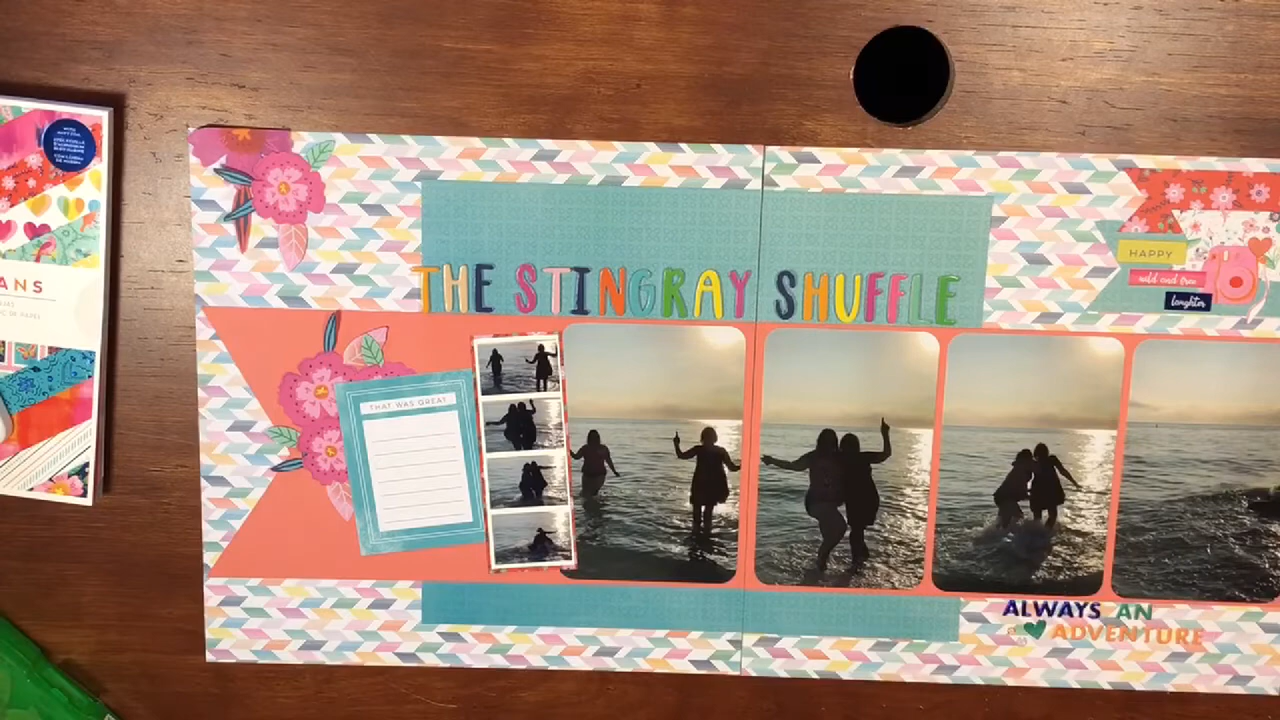 THE STINGRAY SHUFFLE
HAPPY
wild and free
laughter
THAT WAS GREAT
ALWAYS AN
ADVENTURE
ANS